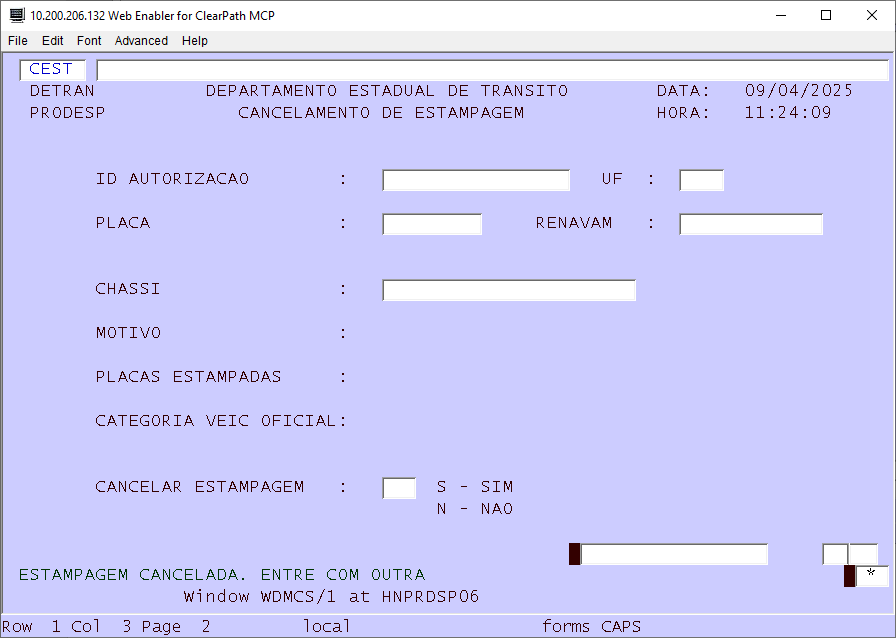 10.200.206.132 Web Enabler for ClearPath MCP
File Edit Font Advanced Help
CEST
DETRAN DEPARTAMENTO ESTADUAL DE TRANSITO DATA: 09/04/2025
PRODESP CANCELAMENTO DE ESTAMPAGEM HORA: 11:24:09
ID AUTORIZACAO : UF :
PLACA : RENAVAM :
CHASSI :
MOTIVO :
PLACAS ESTAMPADAS :
CATEGORIA VEIC OFICIAL:
CANCELAR ESTAMPAGEM : S - SIM
N - NAO
ESTAMPAGEM CANCELADA. ENTRE COM OUTRA *
Window WDMCS/1 at HNPRDSP06
Row 1 Col 3 Page 2 local forms CAPS